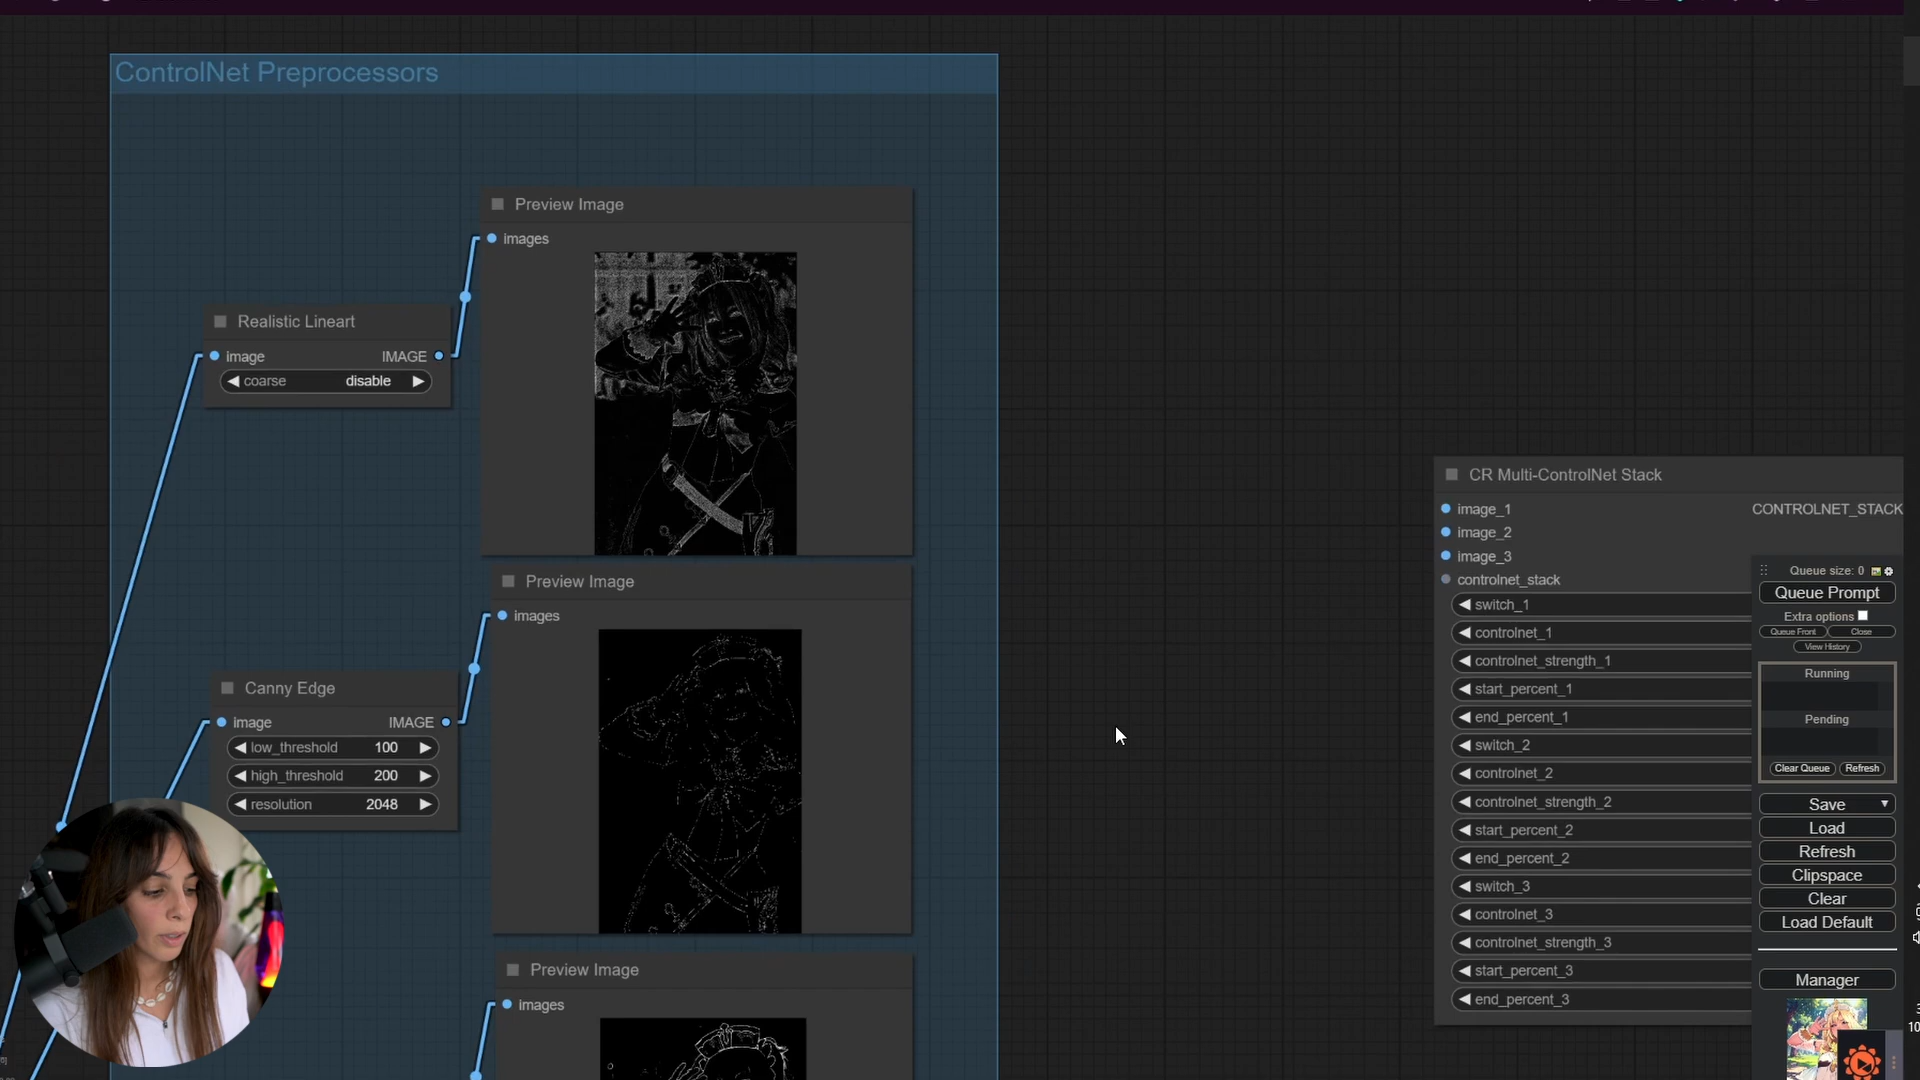 ControlNet Preprocessors
Preview Image
images
Realistic Lineart
image IMAGE
coarse disable
Preview Image
images
Canny Edge
image IMAGE
low_threshold 100
high_threshold 200
resolution 2048
Preview Image
images
CR Multi-ControlNet Stack
image_1 CONTROLNET_STACK
image_2
image_3
controlnet_stack
switch_1
controlnet_1
controlnet_strength_1
start_percent_1
end_percent_1
switch_2
controlnet_2
controlnet_strength_2
start_percent_2
end_percent_2
switch_3
controlnet_3
controlnet_strength_3
start_percent_3
end_percent_3
Queue size: 0
Queue Prompt
Extra options
Queue Front Close
View History
Running
Pending
Clear Queue Refresh
Save
Load
Refresh
Clipspace
Clear
Load Default
Manager